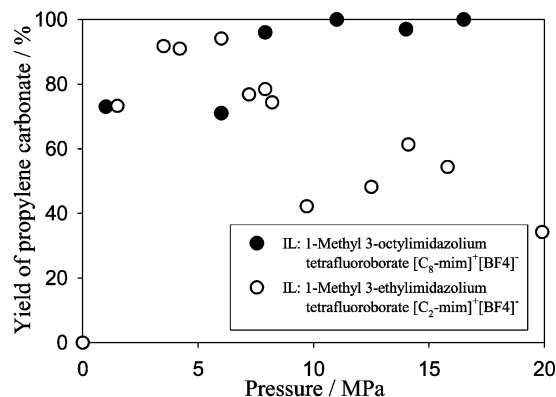 Yield of propylene carbonate / %
100
80
60
40
20
0
IL: 1-Methyl 3-octylimidazolium
tetrafluoroborate [C8-mim]+[BF4]-
IL: 1-Methyl 3-ethylimidazolium
tetrafluoroborate [C2-mim]+[BF4]-
0 5 10 15 20
Pressure / MPa